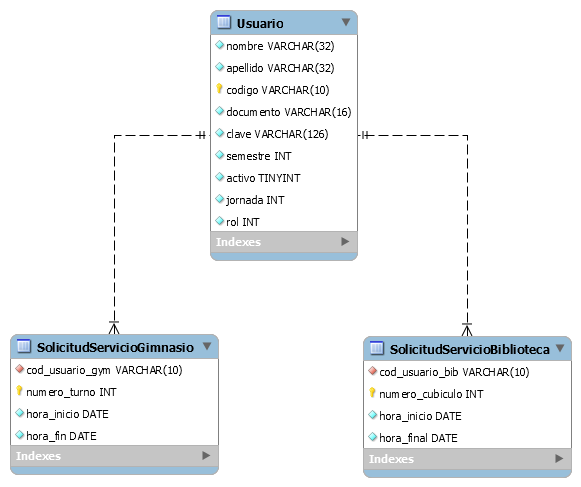 Usuario
nombre VARCHAR(32)
apellido VARCHAR(32)
codigo VARCHAR(10)
documento VARCHAR(16)
clave VARCHAR(126)
semestre INT
activo TINYINT
jornada INT
rol INT
Indexes
SolicitudServicioGimnasio
cod_usuario_gym VARCHAR(10)
numero_turno INT
hora_inicio DATE
hora_fin DATE
Indexes
SolicitudServicioBiblioteca
cod_usuario_bib VARCHAR(10)
numero_cubiculo INT
hora_inicio DATE
hora_final DATE
Indexes